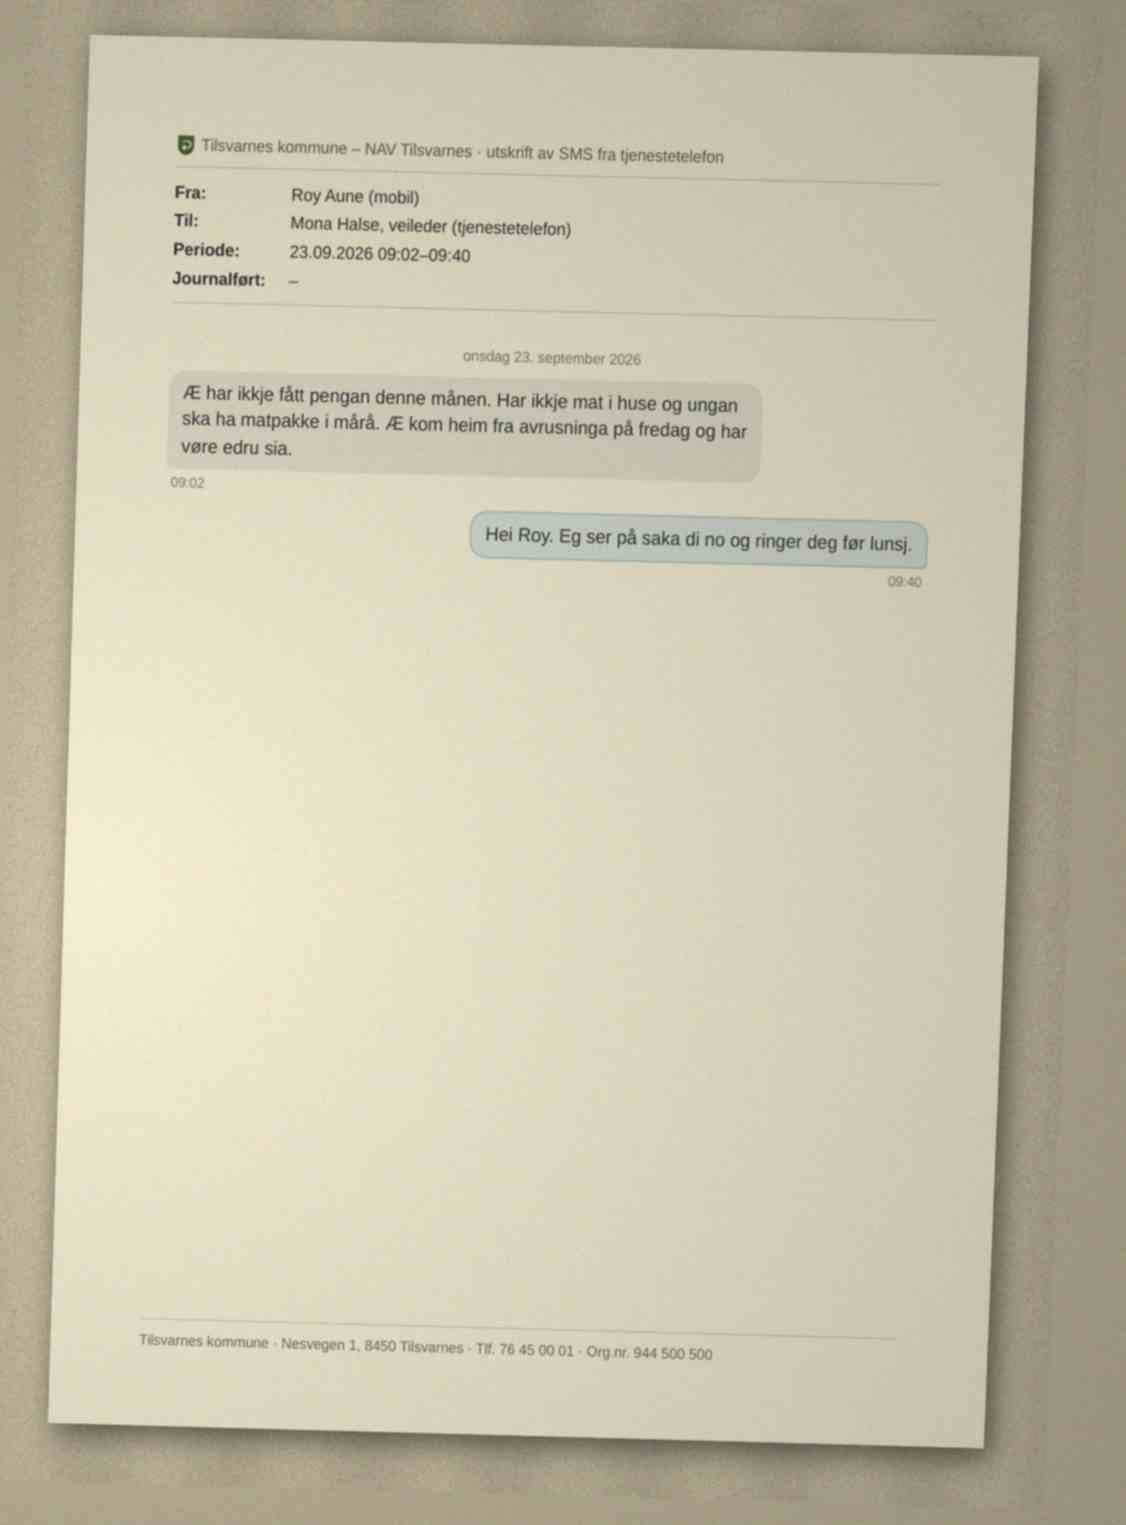 Tilsvarnes kommune – NAV Tilsvarnes · utskrift av SMS fra tjenestetelefon
Fra: Roy Aune (mobil)
Til: Mona Halse, veileder (tjenestetelefon)
Periode: 23.09.2026 09:02–09:40
Journalført: –
onsdag 23. september 2026
Æ har ikkje fått pengan denne månen. Har ikkje mat i huse og ungan
ska ha matpakke i mårå. Æ kom heim fra avrusninga på fredag og har
vøre edru sia.
09:02
Hei Roy. Eg ser på saka di no og ringer deg før lunsj.
09:40
Tilsvarnes kommune · Nesvegen 1, 8450 Tilsvarnes · Tlf. 76 45 00 01 · Org.nr. 944 500 500